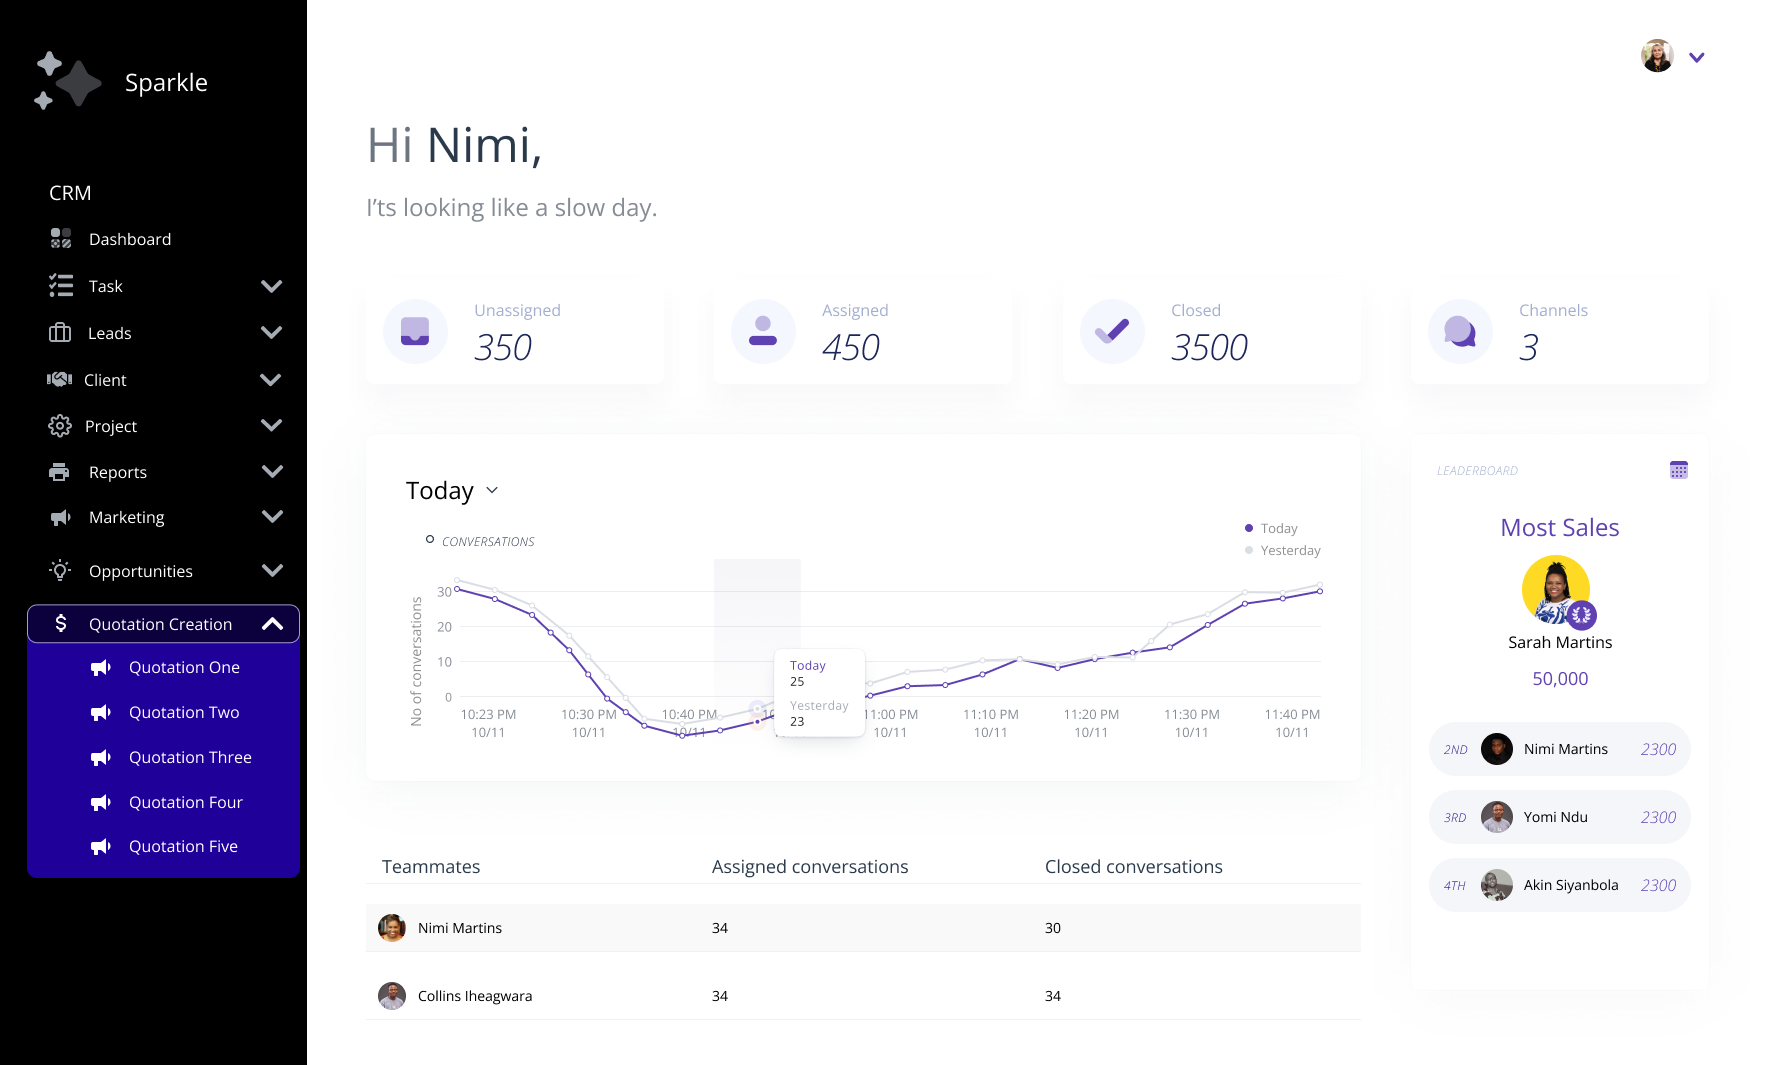 Sparkle
CRM
Dashboard
Task
Leads
Client
Project
Reports
Marketing
Opportunities
$ Quotation Creation
Quotation One
Quotation Two
Quotation Three
Quotation Four
Quotation Five
Hi Nimi,
I'ts looking like a slow day.
Unassigned
350
Assigned
450
Closed
3500
Channels
3
Today
CONVERSATIONS
Today
Yesterday
No of conversations
30
20
10
0
Today
25
Yesterday
23
10:23 PM
10/11
10:30 PM
10/11
10:40 PM
10/11
11:00 PM
10/11
11:10 PM
10/11
11:20 PM
10/11
11:30 PM
10/11
11:40 PM
10/11
LEADERBOARD
Most Sales
Sarah Martins
50,000
2ND Nimi Martins 2300
3RD Yomi Ndu 2300
4TH Akin Siyanbola 2300
Teammates Assigned conversations Closed conversations
Nimi Martins 34 30
Collins Iheagwara 34 34